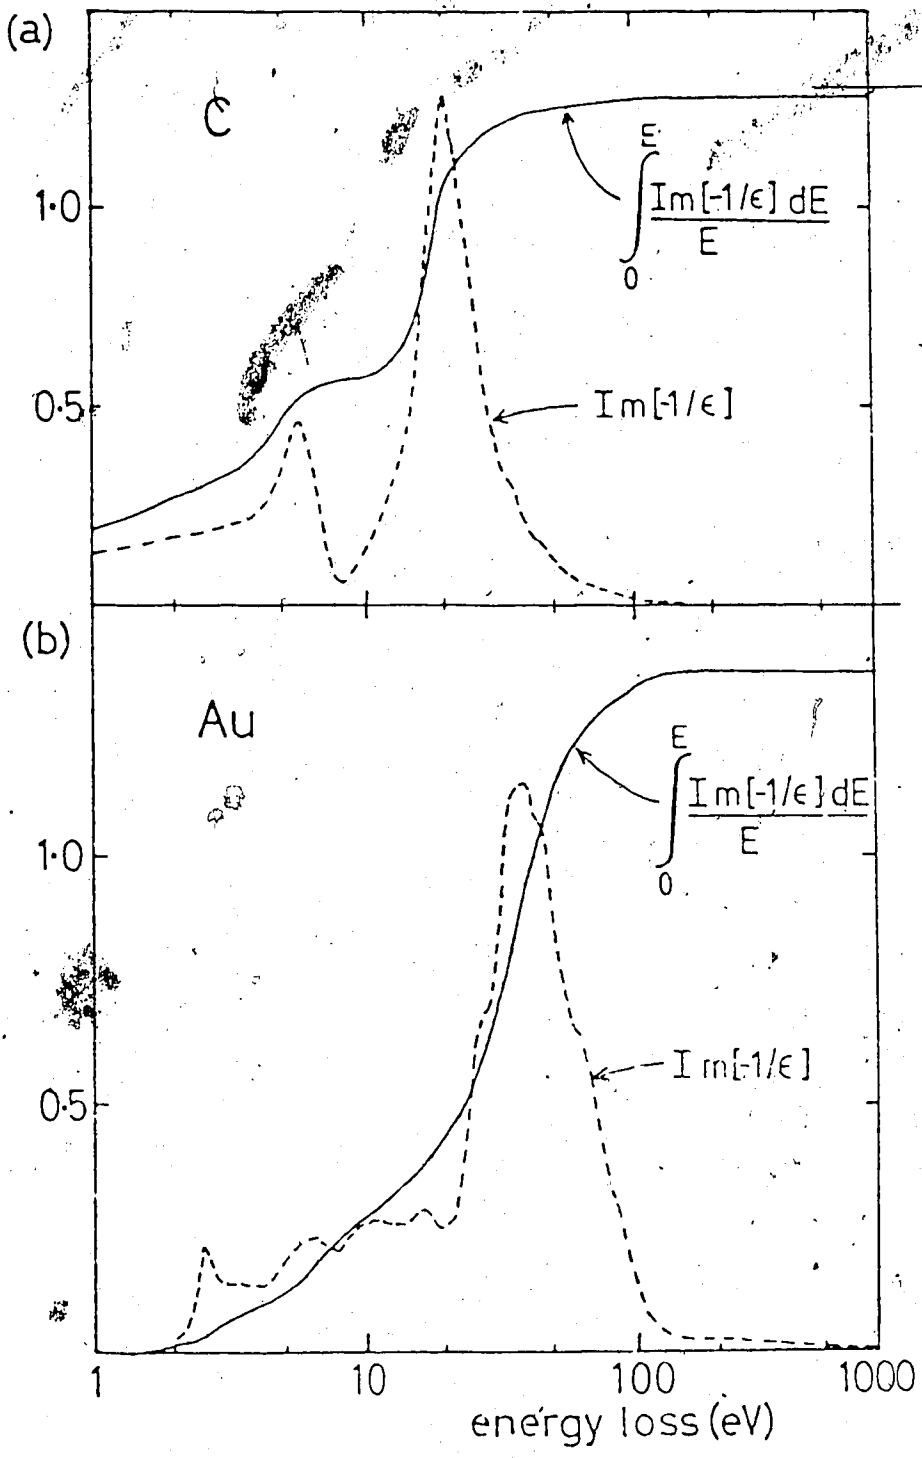 (a)
C
1·0
0·5
E
∫ Im[-1/ϵ] dE
E
0
Im[-1/ϵ]
(b)
Au
1·0
0·5
E
∫ Im[-1/ϵ] dE
E
0
Im[-1/ϵ]
1 10 100 1000
energy loss (eV)